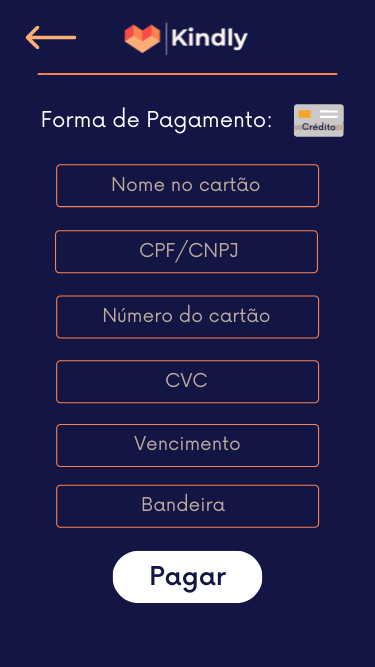 Kindly
Forma de Pagamento:
Crédito
Nome no cartão
CPF/CNPJ
Número do cartão
CVC
Vencimento
Bandeira
Pagar